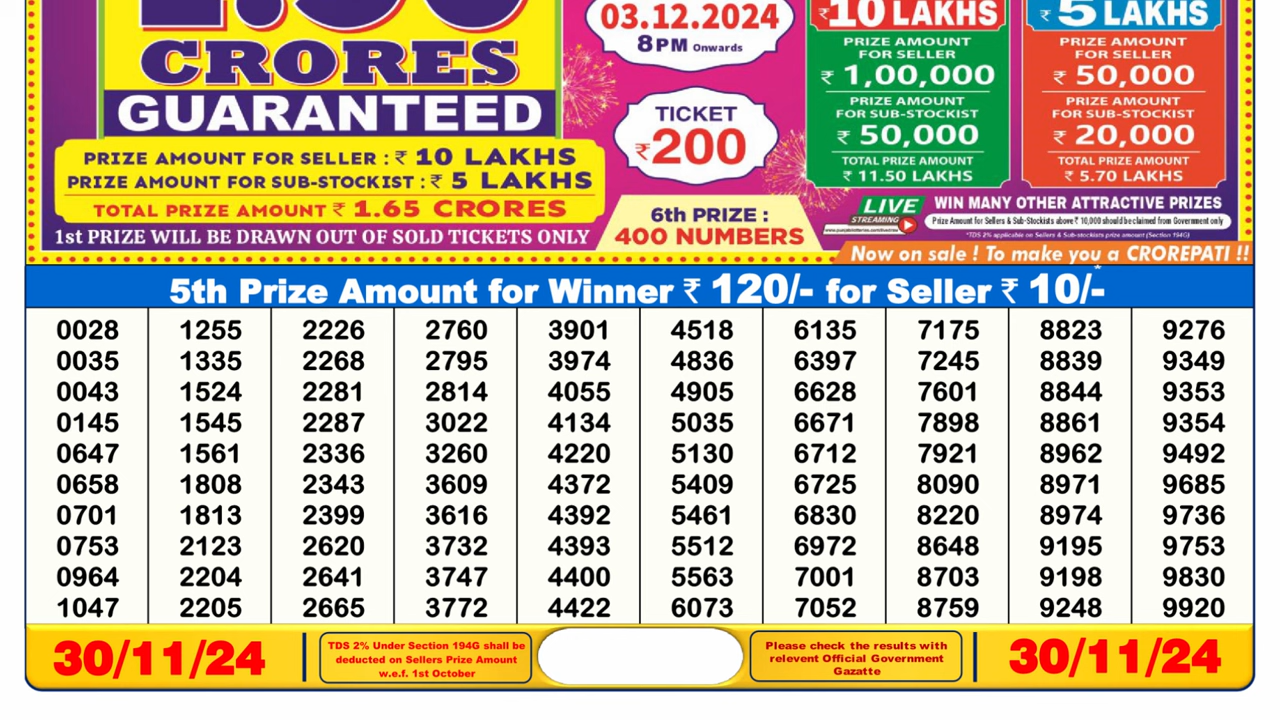 1.50
CRORES
GUARANTEED
PRIZE AMOUNT FOR SELLER : ₹ 10 LAKHS
PRIZE AMOUNT FOR SUB-STOCKIST : ₹ 5 LAKHS
TOTAL PRIZE AMOUNT ₹ 1.65 CRORES
1st PRIZE WILL BE DRAWN OUT OF SOLD TICKETS ONLY
03.12.2024
8PM Onwards
TICKET
₹200
6th PRIZE :
400 NUMBERS
₹10 LAKHS
PRIZE AMOUNT
FOR SELLER
₹ 1,00,000
PRIZE AMOUNT
FOR SUB-STOCKIST
₹ 50,000
TOTAL PRIZE AMOUNT
₹ 11.50 LAKHS
₹ 5 LAKHS
PRIZE AMOUNT
FOR SELLER
₹ 50,000
PRIZE AMOUNT
FOR SUB-STOCKIST
₹ 20,000
TOTAL PRIZE AMOUNT
₹ 5.70 LAKHS
LIVE
STREAMING
WIN MANY OTHER ATTRACTIVE PRIZES
Prize Amount for Sellers & Sub-Stockists above ₹ 10,000 should be claimed from Government only
*TDS 2% applicable on Sellers & Sub-stockists prize amount (Section 194G)
Now on sale ! To make you a CROREPATI !!
5th Prize Amount for Winner ₹ 120/- for Seller ₹ 10/-*
0028 1255 2226 2760 3901 4518 6135 7175 8823 9276
0035 1335 2268 2795 3974 4836 6397 7245 8839 9349
0043 1524 2281 2814 4055 4905 6628 7601 8844 9353
0145 1545 2287 3022 4134 5035 6671 7898 8861 9354
0647 1561 2336 3260 4220 5130 6712 7921 8962 9492
0658 1808 2343 3609 4372 5409 6725 8090 8971 9685
0701 1813 2399 3616 4392 5461 6830 8220 8974 9736
0753 2123 2620 3732 4393 5512 6972 8648 9195 9753
0964 2204 2641 3747 4400 5563 7001 8703 9198 9830
1047 2205 2665 3772 4422 6073 7052 8759 9248 9920
30/11/24
TDS 2% Under Section 194G shall be
deducted on Sellers Prize Amount
w.e.f. 1st October
Please check the results with
relevent Official Government
Gazatte
30/11/24